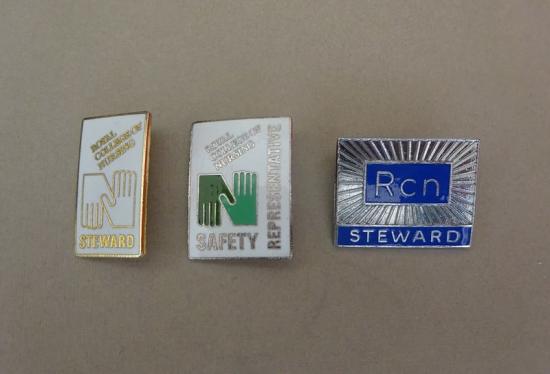 ROYAL
COLLEGE OF
NURSING
STEWARD
ROYAL
COLLEGE OF
NURSING
SAFETY
REPRESENTATIVE
Rcn
STEWARD